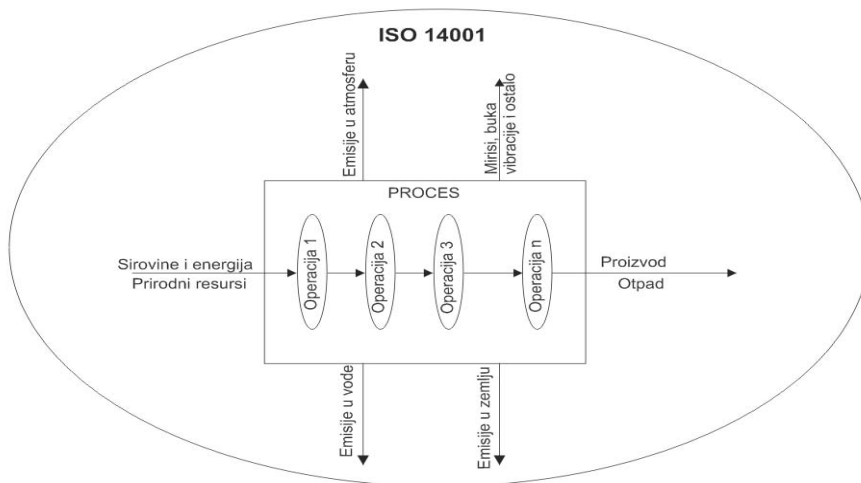 ISO 14001
Emisije u atmosferu
Mirisi, buka
vibracije i ostalo
PROCES
Sirovine i energija
Prirodni resursi
Operacija 1
Operacija 2
Operacija 3
Operacija n
Proizvod
Otpad
Emisije u vode
Emisije u zemlju